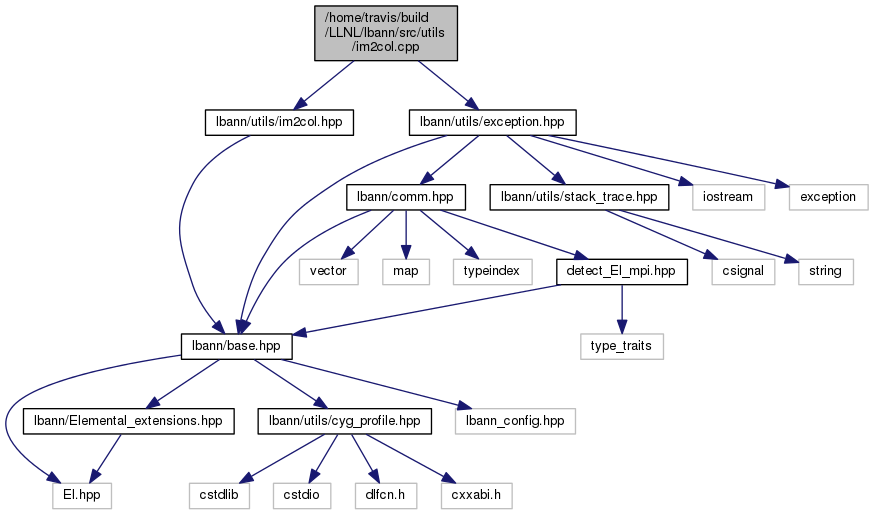 /home/travis/build
/LLNL/lbann/src/utils
/im2col.cpp
lbann/utils/im2col.hpp
lbann/utils/exception.hpp
lbann/comm.hpp
lbann/utils/stack_trace.hpp
iostream
exception
vector
map
typeindex
detect_El_mpi.hpp
csignal
string
lbann/base.hpp
type_traits
lbann/Elemental_extensions.hpp
lbann/utils/cyg_profile.hpp
lbann_config.hpp
El.hpp
cstdlib
cstdio
dlfcn.h
cxxabi.h